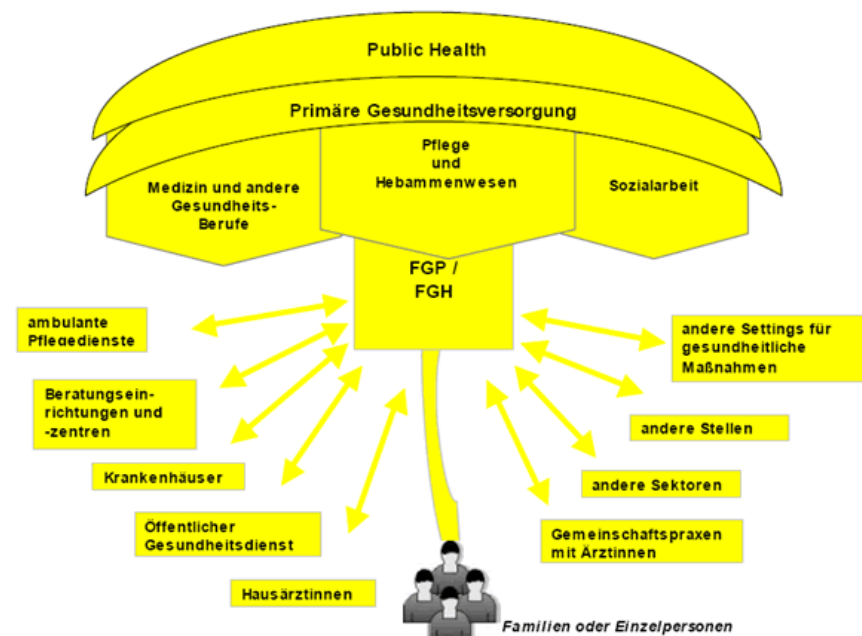 Public Health
Primäre Gesundheitsversorgung
Medizin und andere
Gesundheits-
Berufe
Pflege
und
Hebammenwesen
Sozialarbeit
FGP /
FGH
ambulante
Pflegedienste
Beratungsein-
richtungen und
-zentren
Krankenhäuser
Öffentlicher
Gesundheitsdienst
Hausärztinnen
andere Settings für
gesundheitliche
Maßnahmen
andere Stellen
andere Sektoren
Gemeinschaftspraxen
mit Ärztinnen
Familien oder Einzelpersonen